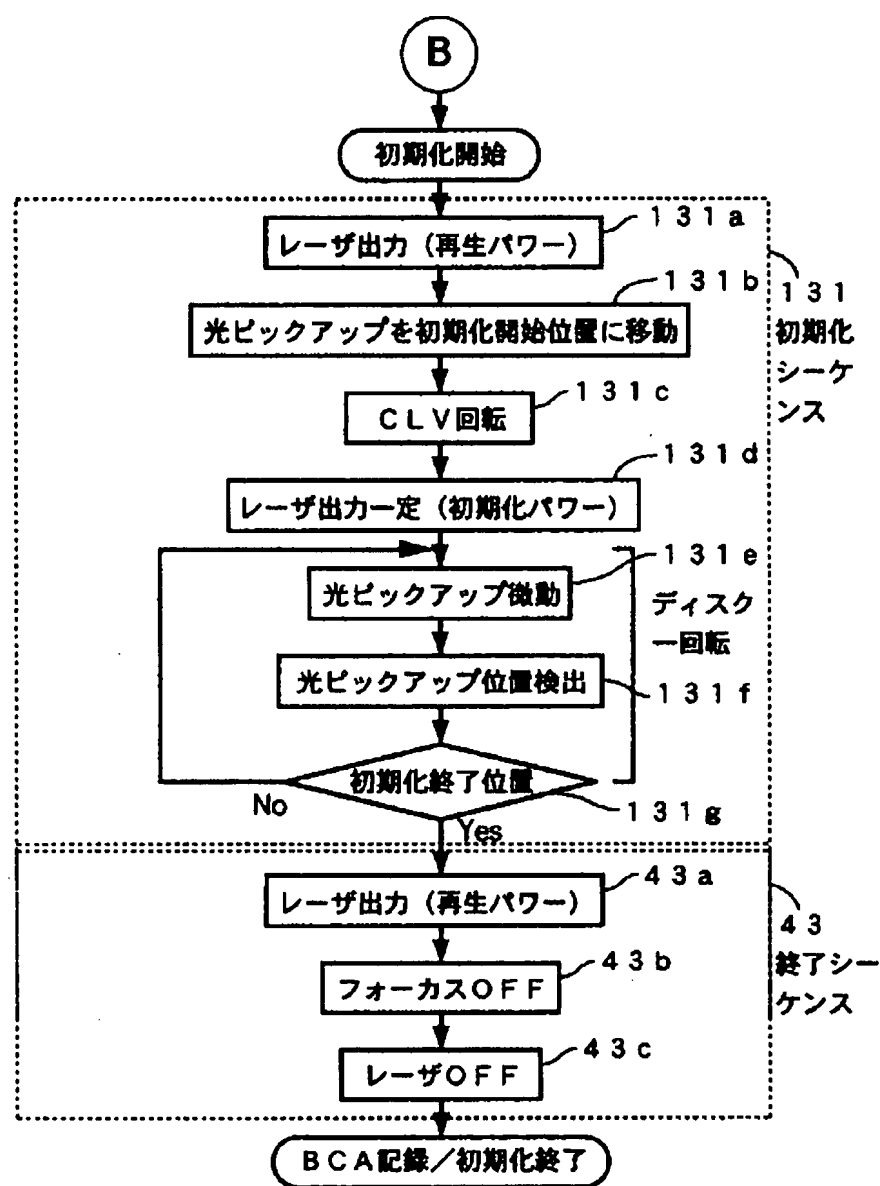 B
初期化開始
131a
レーザ出力（再生パワー）
131b
光ピックアップを初期化開始位置に移動
131
初期化
シーケ
ンス
131c
CLV回転
131d
レーザ出力一定（初期化パワー）
131e
光ピックアップ微動
ディスク
一回転
光ピックアップ位置検出
131f
初期化終了位置
No
131g
Yes
43a
レーザ出力（再生パワー）
43
終了シー
ケンス
43b
フォーカスOFF
43c
レーザOFF
BCA記録／初期化終了